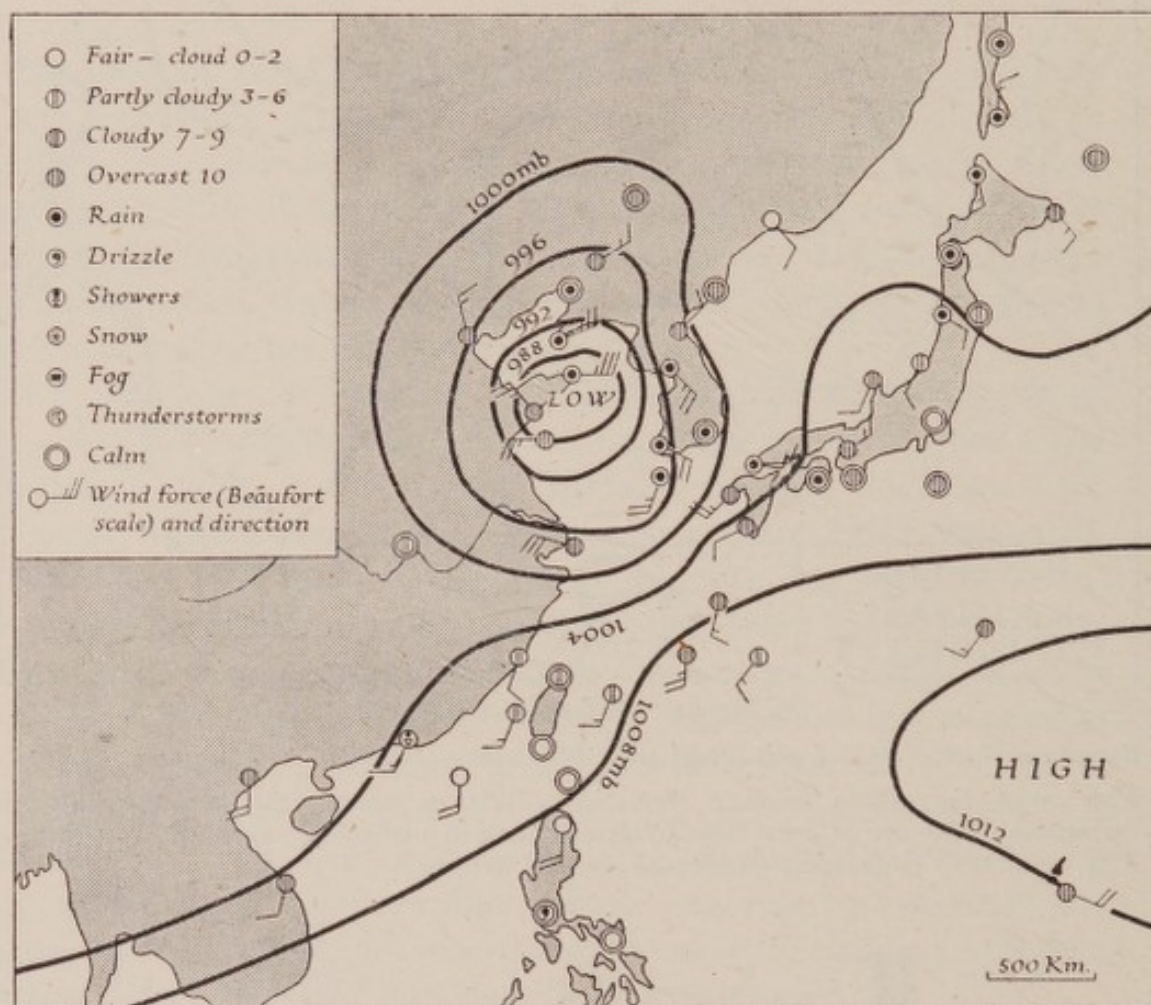 Fair – cloud 0-2
Partly cloudy 3-6
Cloudy 7-9
Overcast 10
Rain
Drizzle
Showers
Snow
Fog
Thunderstorms
Calm
Wind force (Beāufort
scale) and direction
1000mb
996
992
988
LOW
1004
1008mb
HIGH
1012
500 Km.